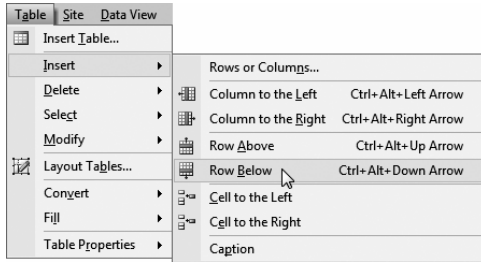 Table Site Data View
Insert Table...
Insert
Delete
Select
Modify
Layout Tables...
Convert
Fill
Table Properties
Rows or Columns...
Column to the Left Ctrl+Alt+Left Arrow
Column to the Right Ctrl+Alt+Right Arrow
Row Above Ctrl+Alt+Up Arrow
Row Below Ctrl+Alt+Down Arrow
Cell to the Left
Cell to the Right
Caption